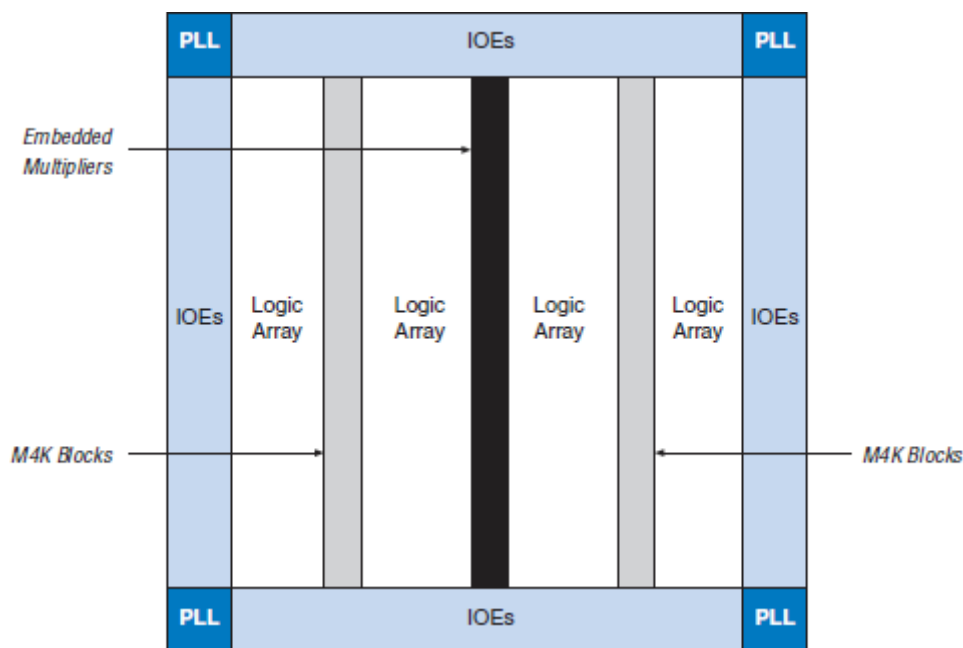 PLL
IOEs
PLL
Embedded
Multipliers
IOEs
Logic
Array
Logic
Array
Logic
Array
Logic
Array
IOEs
M4K Blocks
M4K Blocks
PLL
IOEs
PLL